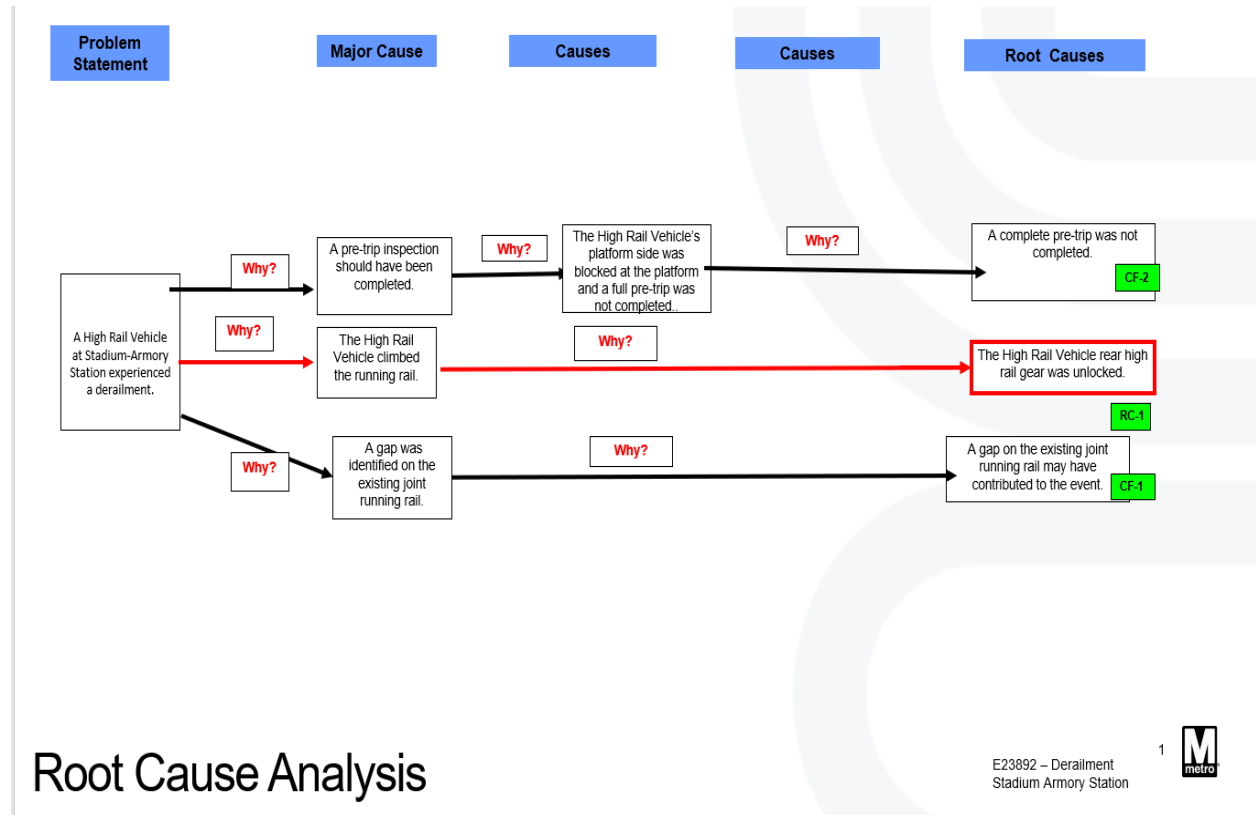 Problem
Statement
Major Cause
Causes
Causes
Root Causes
A High Rail Vehicle
at Stadium-Armory
Station experienced
a derailment.
Why?
A pre-trip inspection
should have been
completed.
Why?
The High Rail Vehicle's
platform side was
blocked at the platform
and a full pre-trip was
not completed..
Why?
A complete pre-trip was not
completed.
CF-2
Why?
The High Rail
Vehicle climbed
the running rail.
Why?
The High Rail Vehicle rear high
rail gear was unlocked.
RC-1
Why?
A gap was
identified on the
existing joint
running rail.
Why?
A gap on the existing joint
running rail may have
contributed to the event.
CF-1
Root Cause Analysis
E23892 – Derailment
Stadium Armory Station
1
M
metro